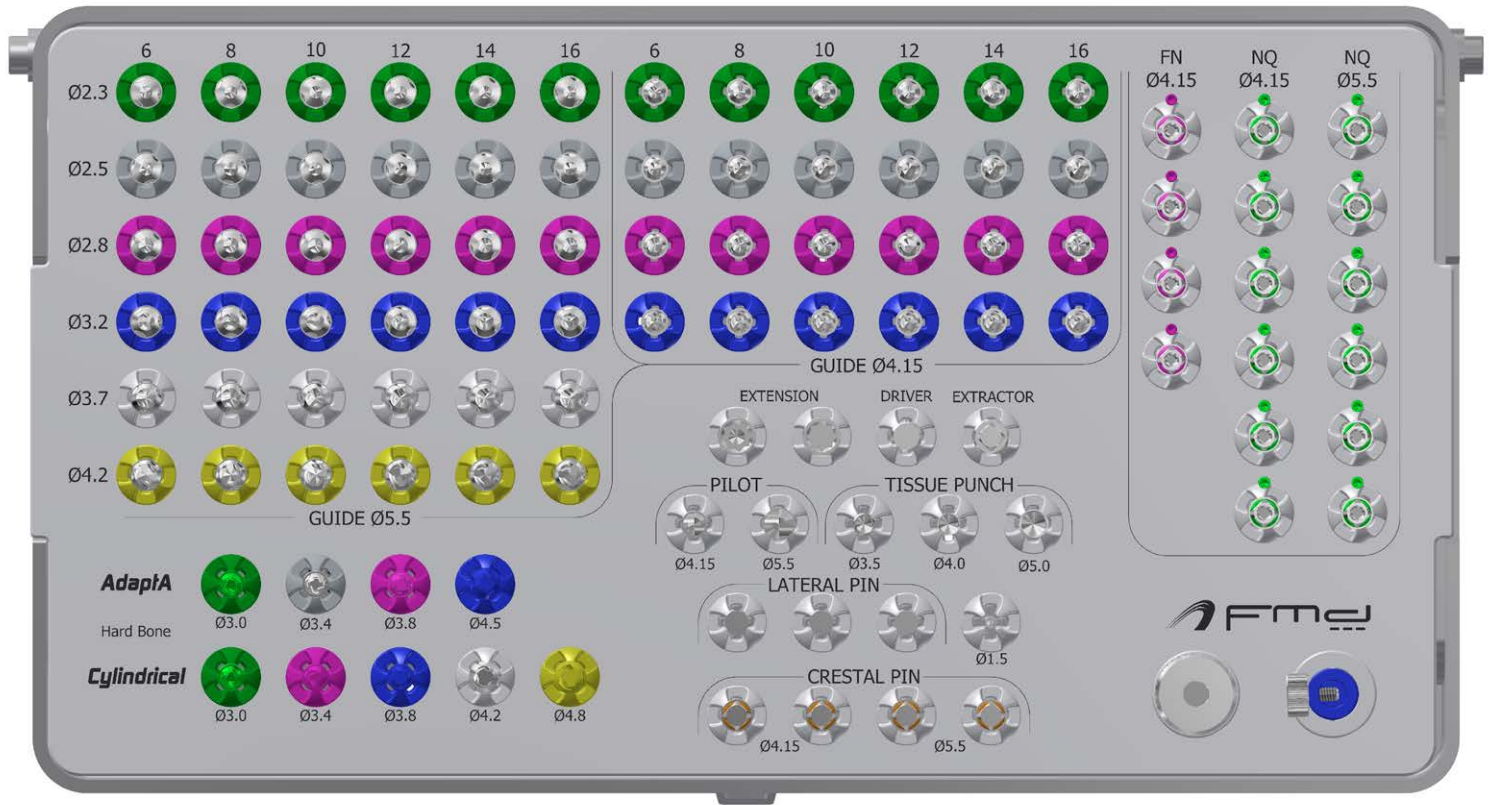 6 8 10 12 14 16 6 8 10 12 14 16
FN NQ NQ
Ø4.15 Ø4.15 Ø5.5
Ø2.3
Ø2.5
Ø2.8
Ø3.2
GUIDE Ø4.15
Ø3.7
EXTENSION DRIVER EXTRACTOR
Ø4.2
PILOT TISSUE PUNCH
GUIDE Ø5.5
Ø4.15 Ø5.5 Ø3.5 Ø4.0 Ø5.0
AdaptA
Ø3.0 Ø3.4 Ø3.8 Ø4.5
LATERAL PIN
Hard Bone
Ø1.5
Cylindrical
Ø3.0 Ø3.4 Ø3.8 Ø4.2 Ø4.8
CRESTAL PIN
Ø4.15 Ø5.5
FMD